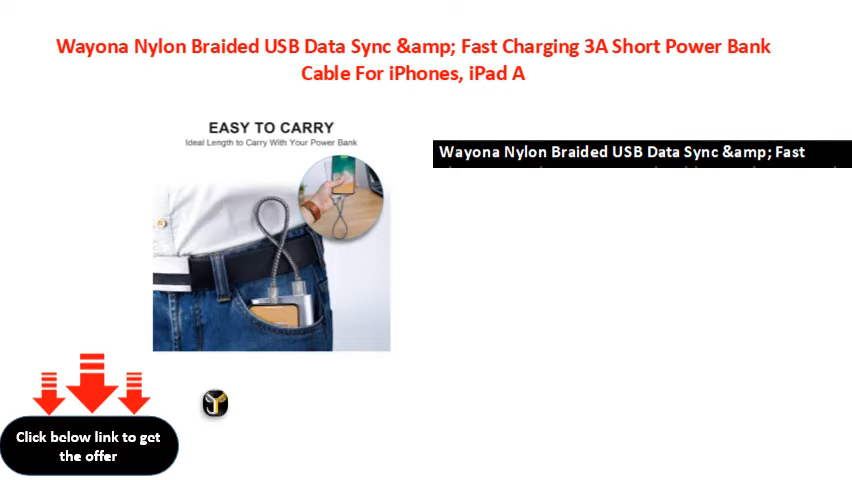 Wayona Nylon Braided USB Data Sync &amp; Fast Charging 3A Short Power Bank
Cable For iPhones, iPad A
EASY TO CARRY
Ideal Length to Carry With Your Power Bank
Wayona Nylon Braided USB Data Sync &amp; Fast
Click below link to get
the offer